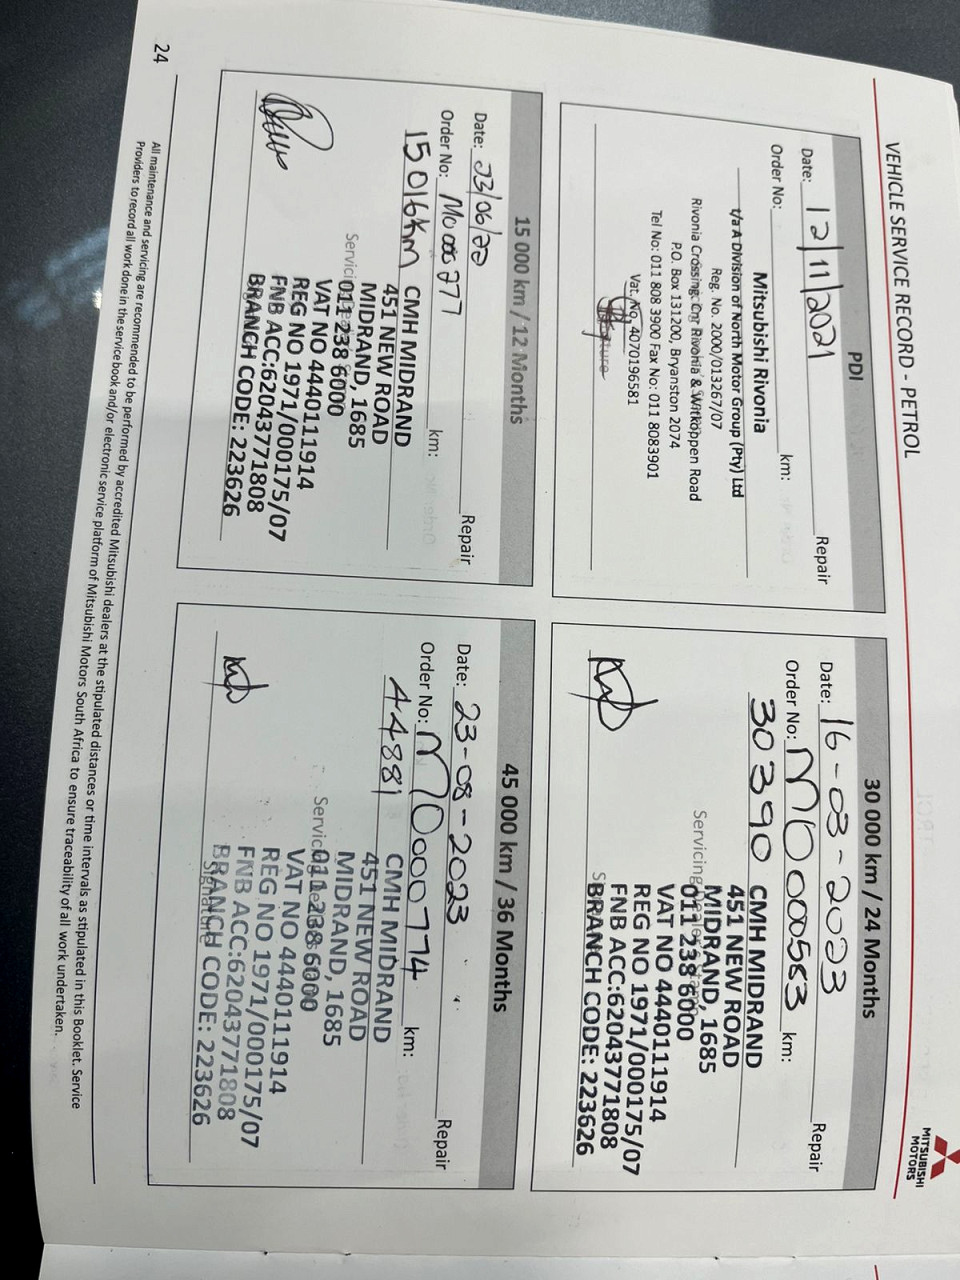 VEHICLE SERVICE RECORD - PETROL
MITSUBISHI
MOTORS
PDI
Date: 12/11/2021 Repair
Order No: km:
Mitsubishi Rivonia
t/a A Division of North Motor Group (Pty) Ltd
Reg. No. 2000/013267/07
Rivonia Crossing, Cnr Rivonia & Witkoppen Road
P.O. Box 131200, Bryanston 2074
Tel No: 011 808 3900 Fax No: 011 8083901
Vat. No. 4070196581
30 000 km / 24 Months
Date: 16-03-2023 Repair
Order No: M0000583 km:
30390 CMH MIDRAND
451 NEW ROAD
MIDRAND, 1685
Servicing
011 238 6000
VAT NO 4440111914
REG NO 1971/000175/07
FNB ACC:62043771808
BRANCH CODE: 223626
15 000 km / 12 Months
Date: 23/06/22 Repair
Order No: km:
15016km CMH MIDRAND
451 NEW ROAD
MIDRAND, 1685
011 238 6000
VAT NO 4440111914
REG NO 1971/000175/07
FNB ACC:62043771808
BRANCH CODE: 223626
45 000 km / 36 Months
Date: 23-08-2023 Repair
Order No: M0000774 km:
44881 CMH MIDRAND
451 NEW ROAD
MIDRAND, 1685
011 238 6000
VAT NO 4440111914
REG NO 1971/000175/07
FNB ACC:62043771808
Signature
BRANCH CODE: 223626
All maintenance and servicing are recommended to be performed by accredited Mitsubishi dealers at the stipulated distances or time intervals as stipulated in this Booklet. Service
Providers to record all work done in the service book and/or electronic service platform of Mitsubishi Motors South Africa to ensure traceability of all work undertaken.
24